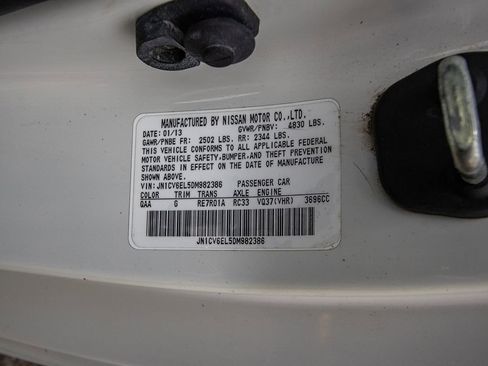 MANUFACTURED BY NISSAN MOTOR CO.,LTD.
DATE: 01/13 GVWR/PNBV: 4830 LBS.
GAWR/PNBE FR: 2502 LBS. RR: 2344 LBS.
THIS VEHICLE CONFORMS TO ALL APPLICABLE FEDERAL
MOTOR VEHICLE SAFETY, BUMPER, AND THEFT PREVENTION
STANDARDS IN EFFECT ON THE DATE OF MANUFACTURE
SHOWN ABOVE.
VIN: JN1CV6EL5DM982386 PASSENGER CAR
COLOR TRIM TRANS AXLE ENGINE
QAA G RE7R01A RC33 VQ37(VHR) 3696CC
JN1CV6EL5DM982386